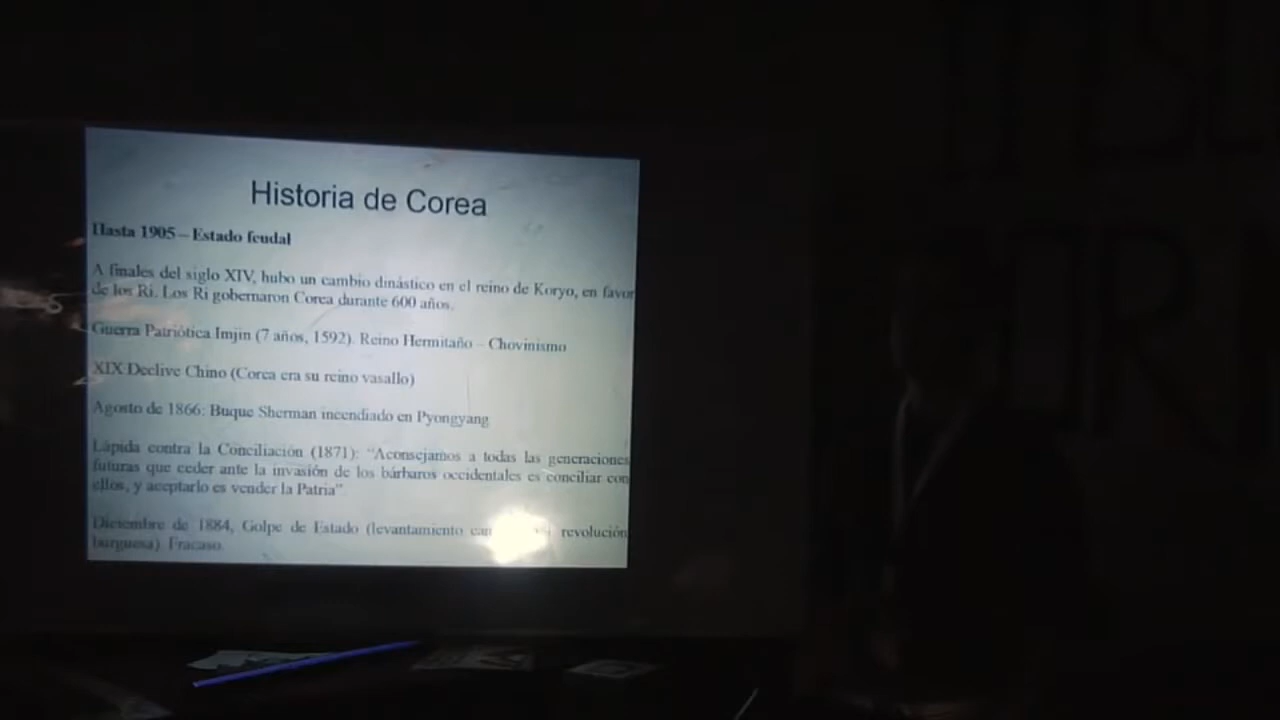 Historia de Corea
Hasta 1905 – Estado feudal
A finales del siglo XIV, hubo un cambio dinástico en el reino de Koryo, en favor
de los Ri. Los Ri gobernaron Corea durante 600 años.
Guerra Patriótica Imjin (7 años, 1592). Reino Hermitaño – Chovinismo
XIX Declive Chino (Corea era su reino vasallo)
Agosto de 1866: Buque Sherman incendiado en Pyongyang
Lápida contra la Conciliación (1871): "Aconsejamos a todas las generaciones
futuras que ceder ante la invasión de los bárbaros occidentales es conciliar con
ellos, y aceptarlo es vender la Patria"
Diciembre de 1884, Golpe de Estado (levantamiento revolución
burguesa). Fracaso.